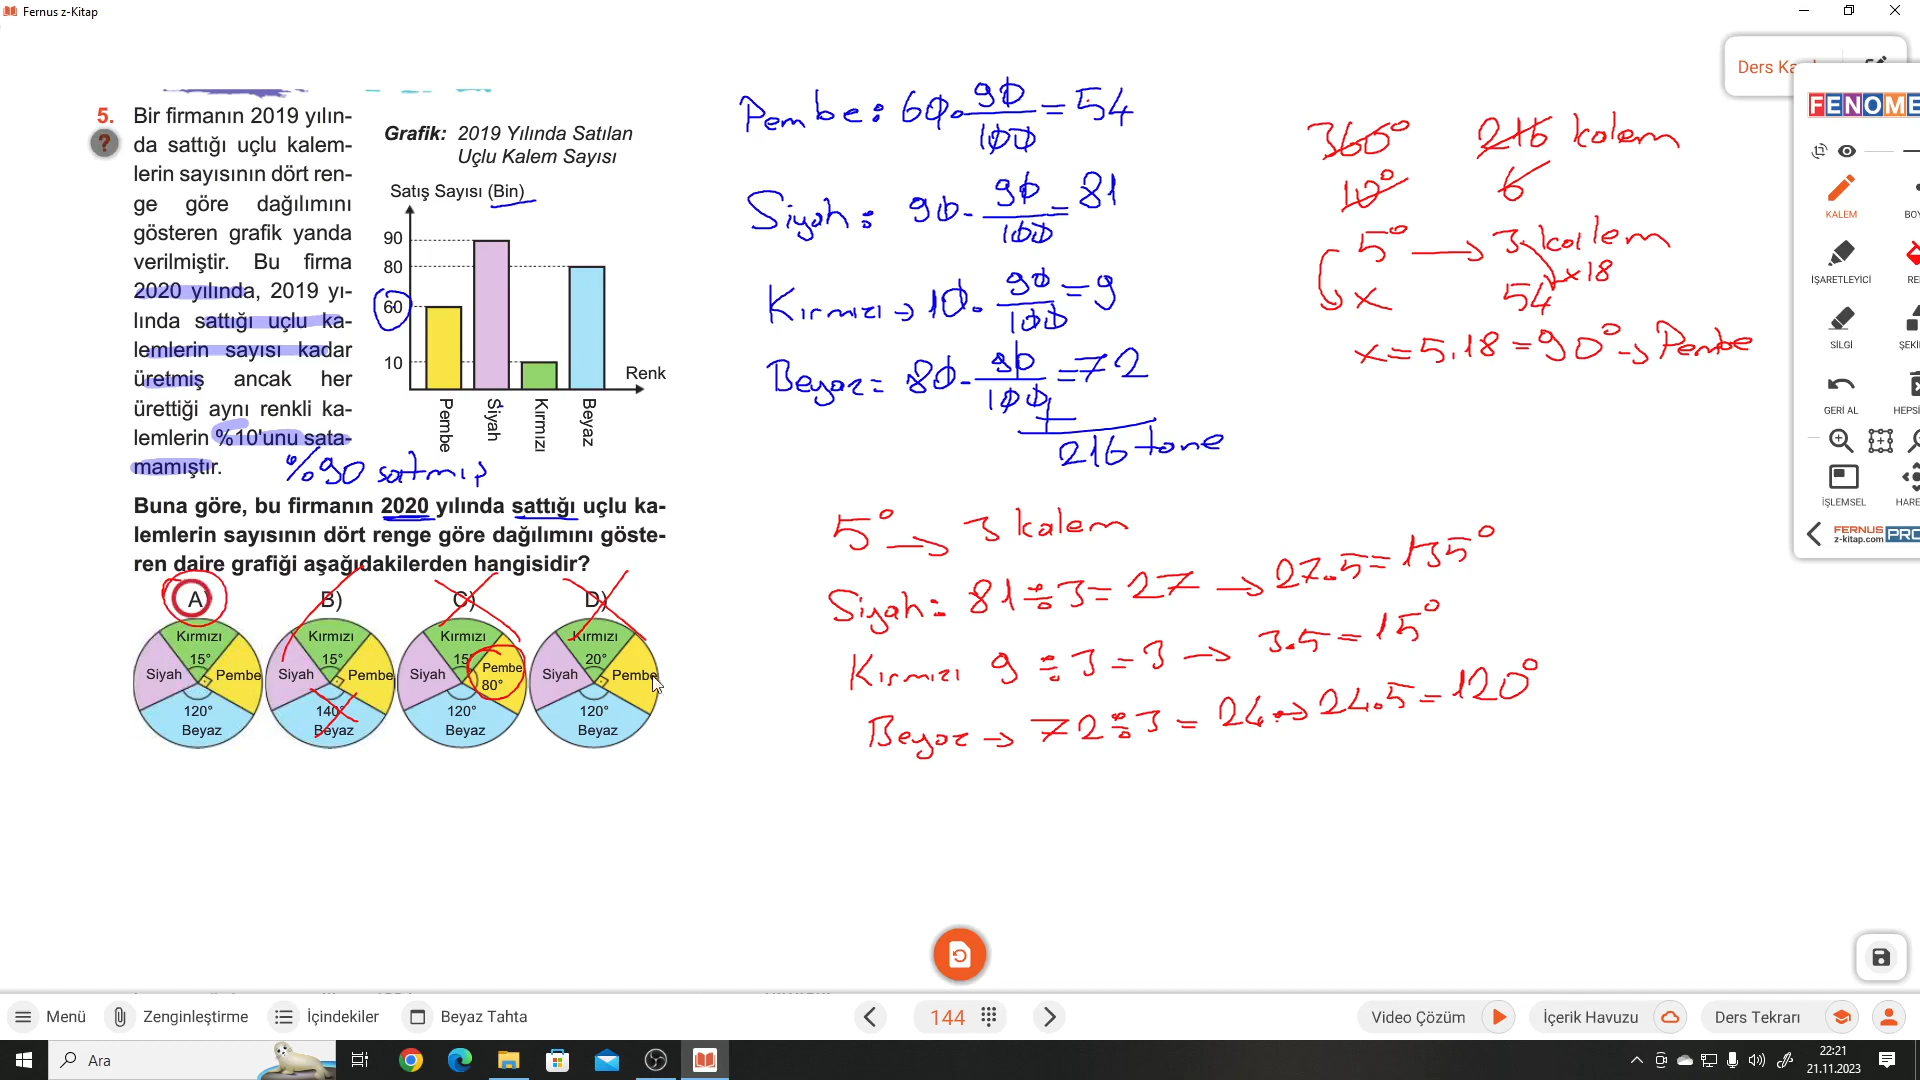 Fernus z-Kitap
5.
Bir firmanın 2019 yılın-
da sattığı uçlu kalem-
lerin sayısının dört ren-
ge göre dağılımını
gösteren grafik yanda
verilmiştir. Bu firma
2020 yılında, 2019 yı-
lında sattığı uçlu ka-
lemlerin sayısı kadar
üretmiş ancak her
ürettiği aynı renkli ka-
lemlerin %10'unu sata-
mamıştır.
%90 satmış
Grafik: 2019 Yılında Satılan
Uçlu Kalem Sayısı
Satış Sayısı (Bin)
90
80
60
10
Renk
Pembe
Siyah
Kırmızı
Beyaz
Buna göre, bu firmanın 2020 yılında sattığı uçlu ka-
lemlerin sayısının dört renge göre dağılımını göste-
ren daire grafiği aşağıdakilerden hangisidir?
A)
Kırmızı
15°
Siyah
Pembe
120°
Beyaz
B)
Kırmızı
15°
Siyah
Pembe
140°
Beyaz
C)
Kırmızı
15°
Siyah
Pembe
80°
120°
Beyaz
D)
Kırmızı
20°
Siyah
Pembe
120°
Beyaz
Pembe: 60.90/100=54
Siyah: 90.90/100=81
Kırmızı→10.90/100=9
Beyaz=80.90/100=72
+
216 tane
360° 216 kalem
10° 6
5° → 3 kalem
x18
x 54
x=5.18=90°→Pembe
5° → 3 kalem
Siyah: 81÷3=27 → 27.5=135°
Kırmızı 9÷3=3 → 3.5=15°
Beyaz → 72÷3=24→24.5=120°
Ders Ka
FENOME
KALEM
BOY
İŞARETLEYİCİ
RE
SİLGİ
ŞEKİ
GERİ AL
HEPSİ
İŞLEMSEL
HARE
FERNUS
z-kitap.com PRO
Menü
Zenginleştirme
İçindekiler
Beyaz Tahta
144
Video Çözüm
İçerik Havuzu
Ders Tekrarı
Ara
22:21
21.11.2023